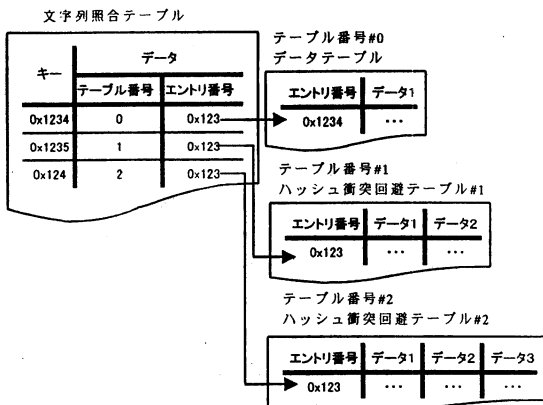 文字列照合テーブル
キー データ
テーブル番号 エントリ番号
0x1234 0 0x123
0x1235 1 0x123
0x124 2 0x123
テーブル番号#0
データテーブル
エントリ番号 データ1
0x1234 ...
テーブル番号#1
ハッシュ衝突回避テーブル#1
エントリ番号 データ1 データ2
0x123 ... ...
テーブル番号#2
ハッシュ衝突回避テーブル#2
エントリ番号 データ1 データ2 データ3
0x123 ... ... ...